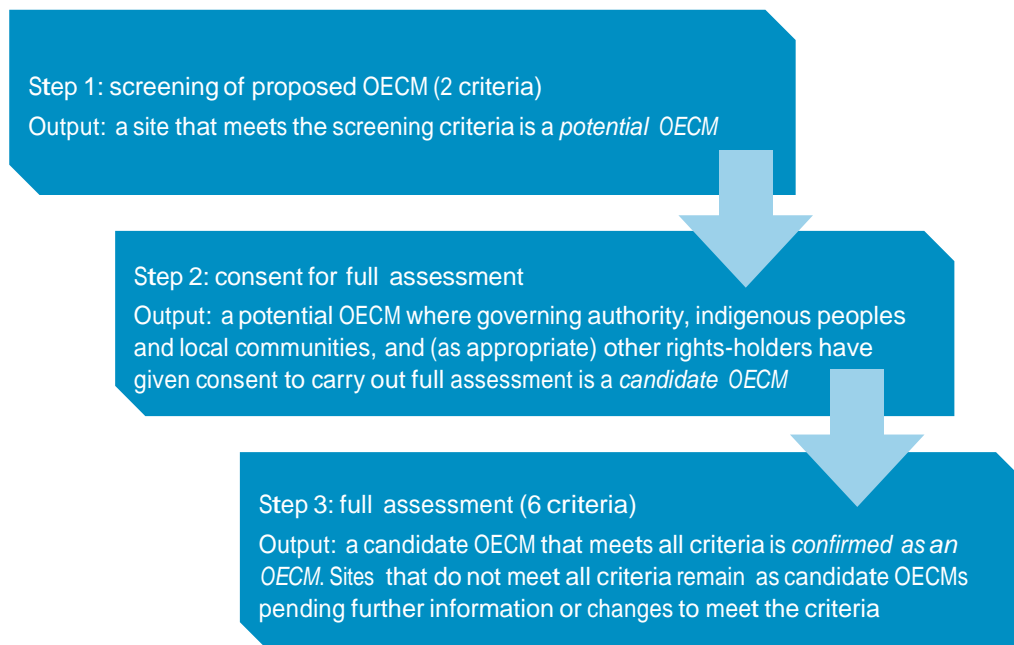 Step 1: screening of proposed OECM (2 criteria)
Output: a site that meets the screening criteria is a potential OECM
Step 2: consent for full assessment
Output: a potential OECM where governing authority, indigenous peoples
and local communities, and (as appropriate) other rights-holders have
given consent to carry out full assessment is a candidate OECM
Step 3: full assessment (6 criteria)
Output: a candidate OECM that meets all criteria is confirmed as an
OECM. Sites that do not meet all criteria remain as candidate OECMs
pending further information or changes to meet the criteria